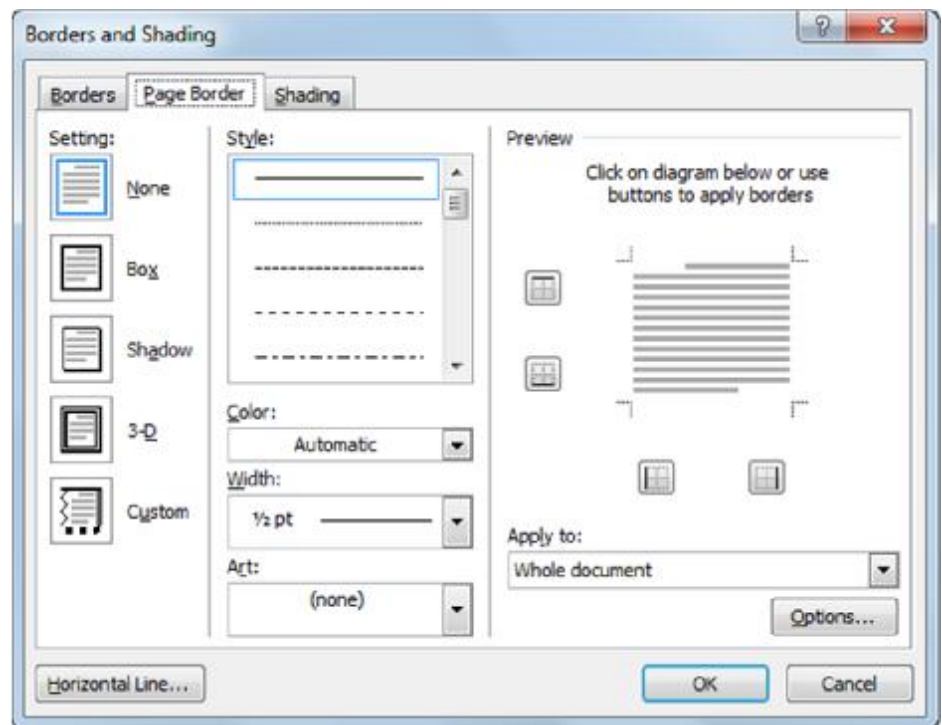 Borders and Shading
Borders
Page Border
Shading
Setting:
None
Box
Shadow
3-D
Custom
Style:
Color:
Automatic
Width:
½ pt
Art:
(none)
Preview
Click on diagram below or use
buttons to apply borders
Apply to:
Whole document
Options...
Horizontal Line...
OK
Cancel